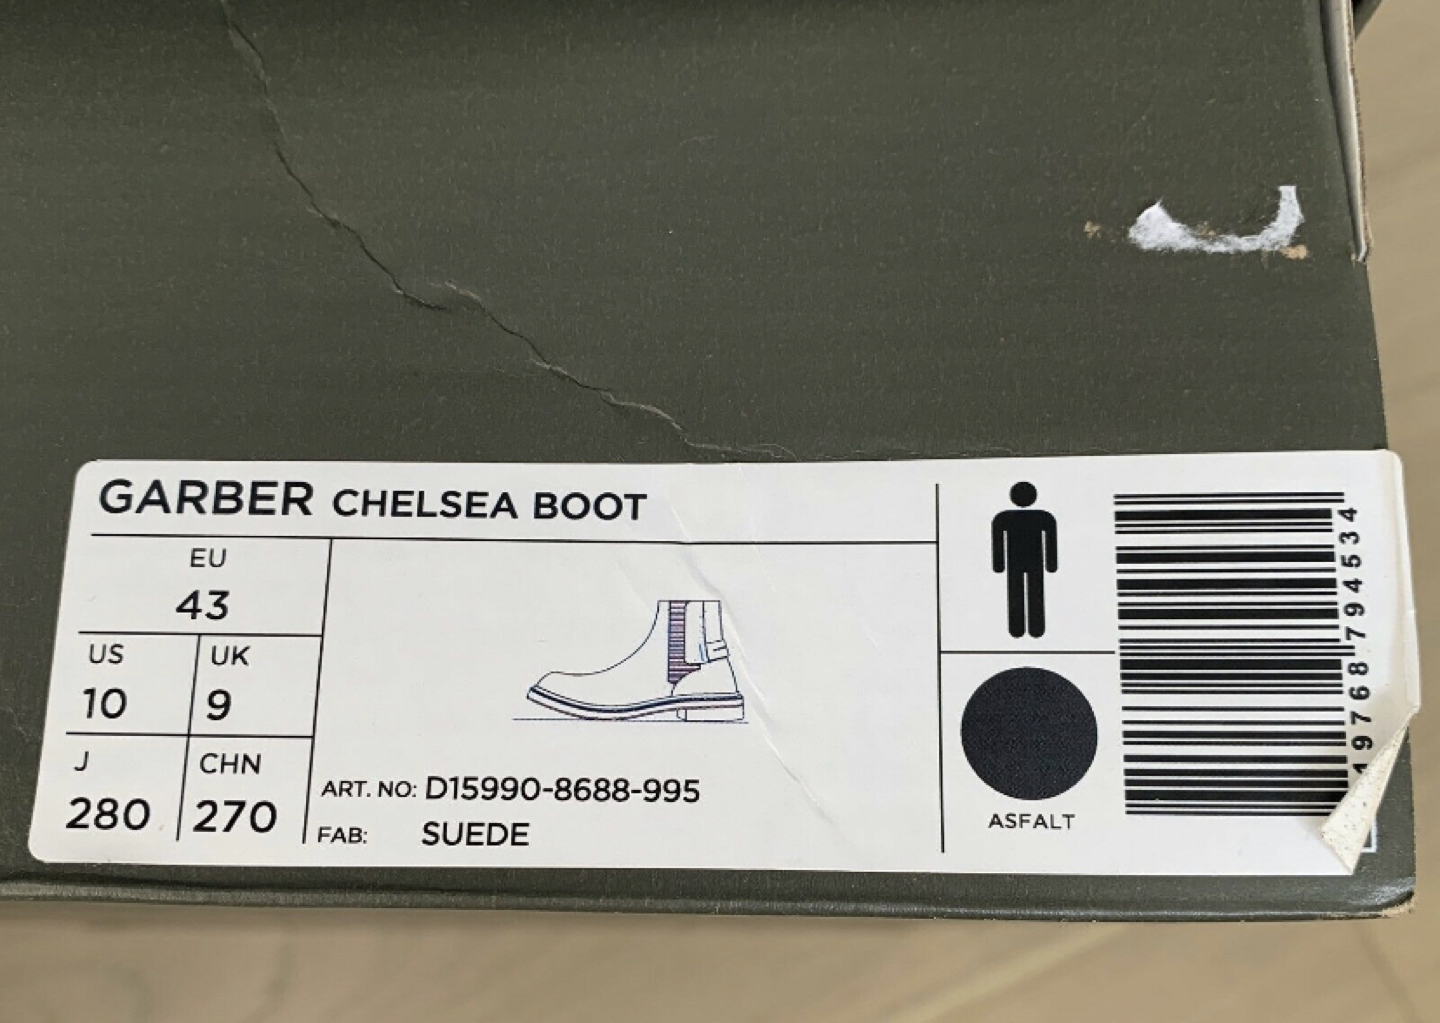 GARBER CHELSEA BOOT
EU
43
US UK
10 9
J CHN
280 270
ART. NO: D15990-8688-995
FAB: SUEDE
ASFALT
19768794534